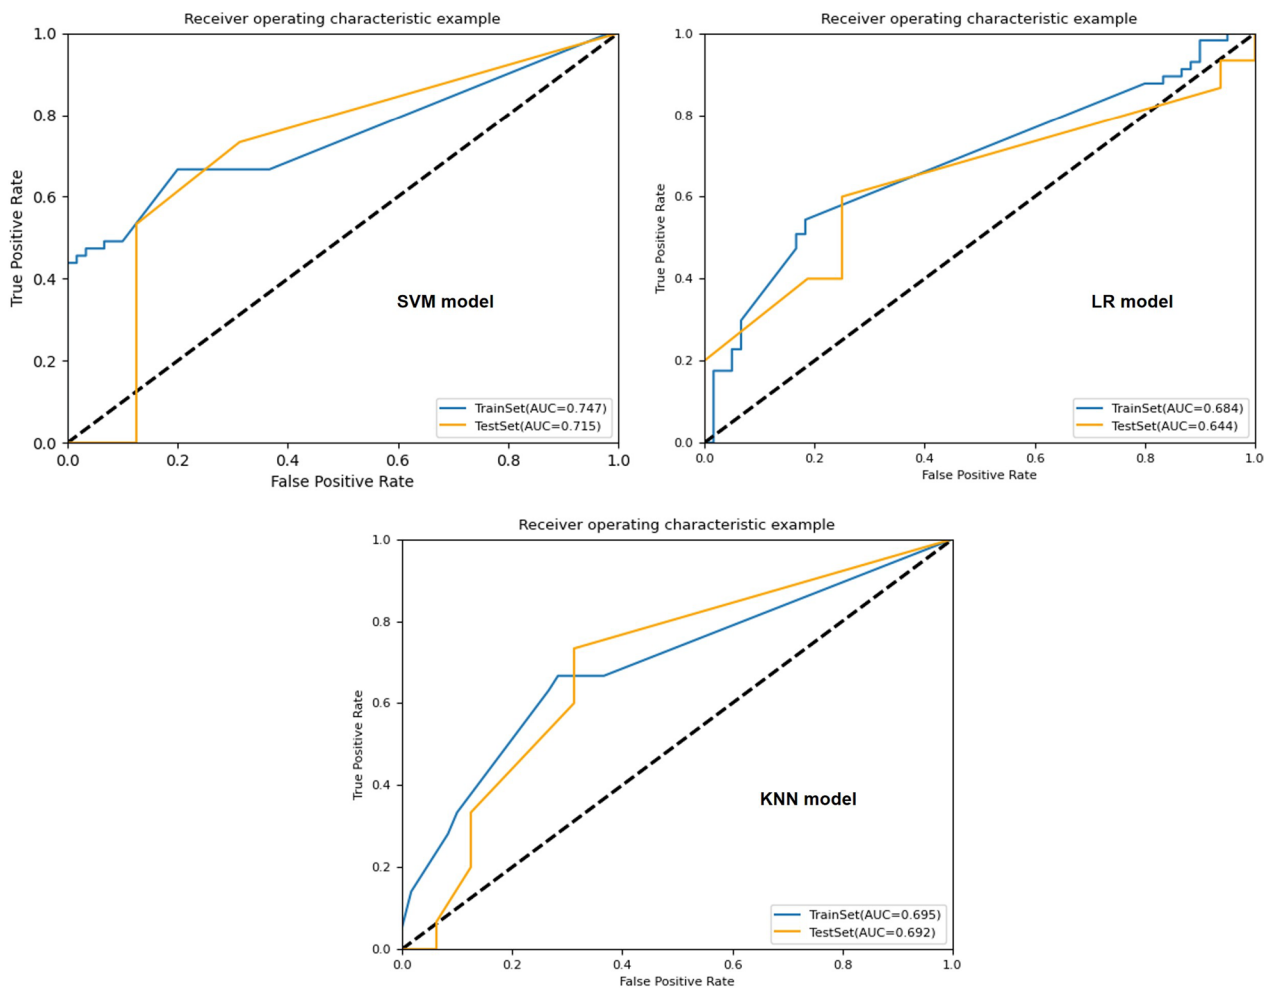 Receiver operating characteristic example
1.0
0.8
0.6
0.4
0.2
0.0
True Positive Rate
SVM model
TrainSet(AUC=0.747)
TestSet(AUC=0.715)
0.0 0.2 0.4 0.6 0.8 1.0
False Positive Rate
Receiver operating characteristic example
1.0
0.8
0.6
0.4
0.2
0.0
True Positive Rate
LR model
TrainSet(AUC=0.684)
TestSet(AUC=0.644)
0.0 0.2 0.4 0.6 0.8 1.0
False Positive Rate
Receiver operating characteristic example
1.0
0.8
0.6
0.4
0.2
0.0
True Positive Rate
KNN model
TrainSet(AUC=0.695)
TestSet(AUC=0.692)
0.0 0.2 0.4 0.6 0.8 1.0
False Positive Rate